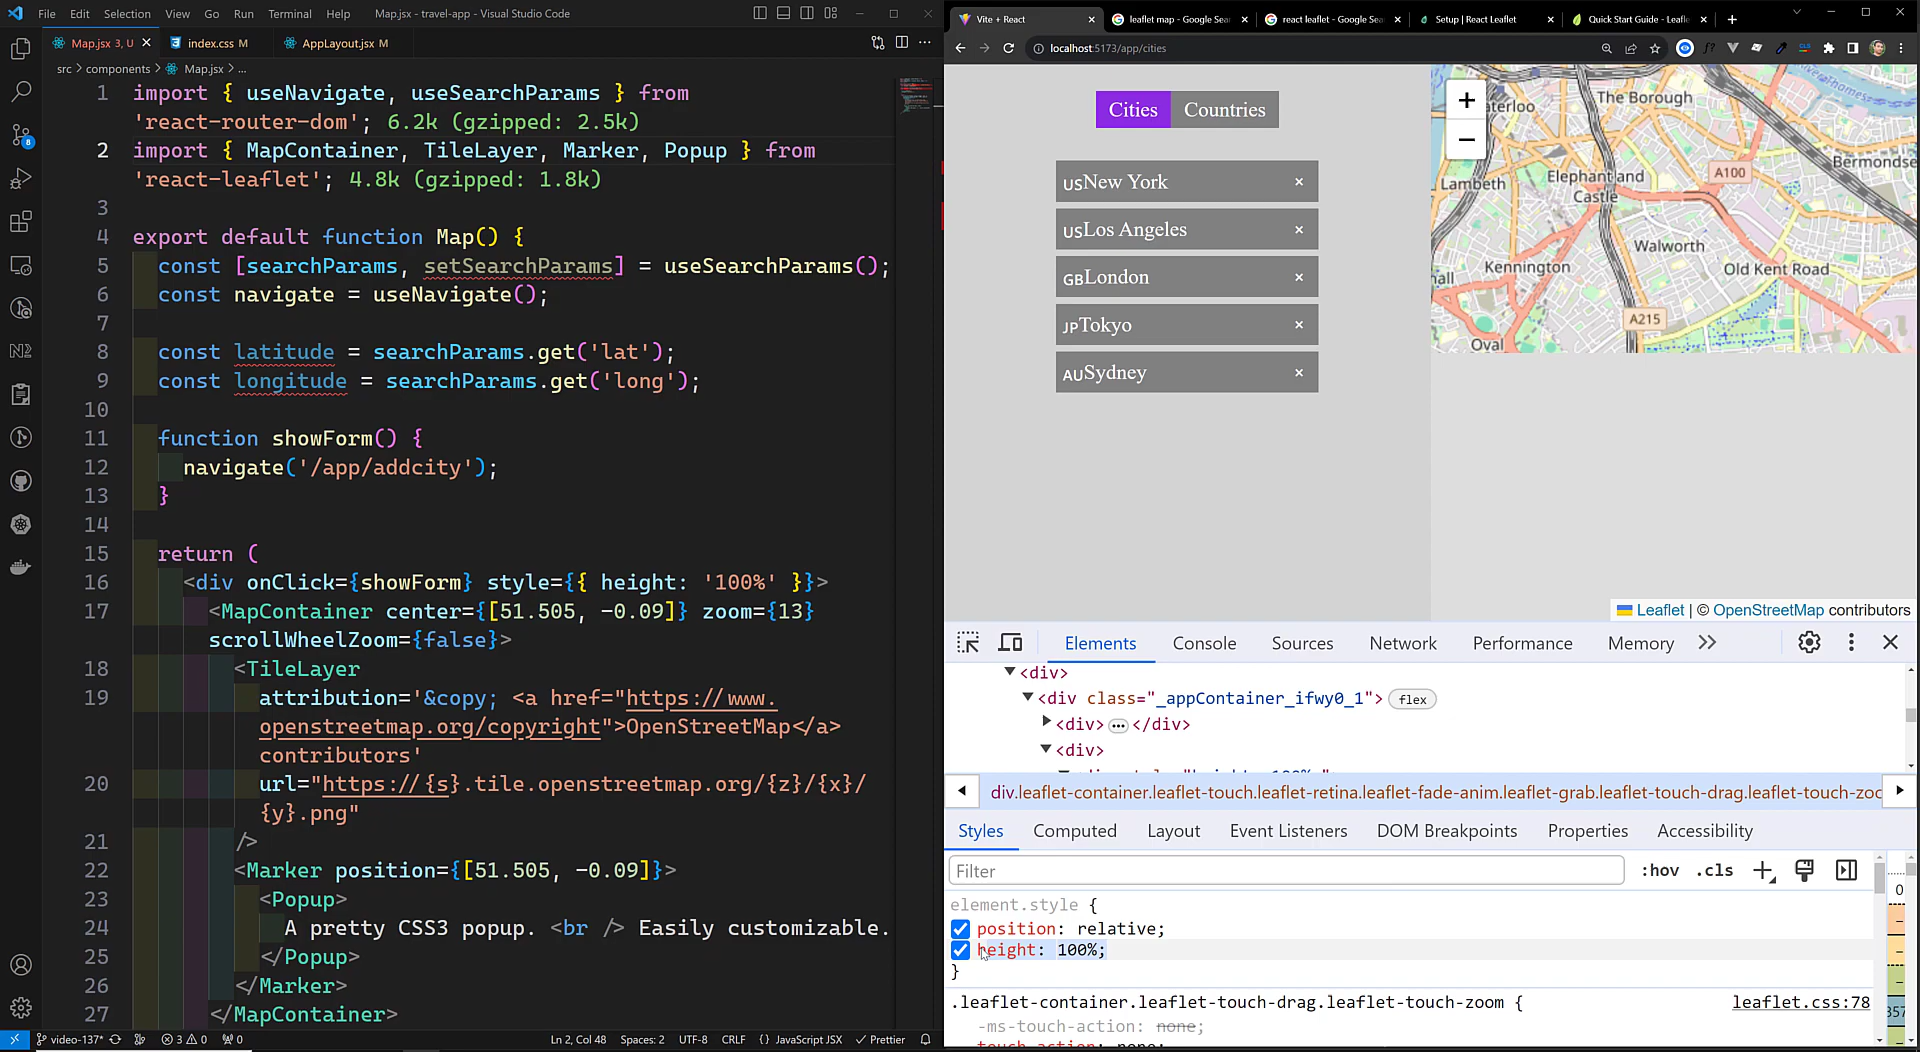 File Edit Selection View Go Run Terminal Help Map.jsx - travel-app - Visual Studio Code
Map.jsx 3, U
index.css M
AppLayout.jsx M
src > components > Map.jsx > ...
1 import { useNavigate, useSearchParams } from
'react-router-dom'; 6.2k (gzipped: 2.5k)
2 import { MapContainer, TileLayer, Marker, Popup } from
'react-leaflet'; 4.8k (gzipped: 1.8k)
3
4 export default function Map() {
5 const [searchParams, setSearchParams] = useSearchParams();
6 const navigate = useNavigate();
7
8 const latitude = searchParams.get('lat');
9 const longitude = searchParams.get('long');
10
11 function showForm() {
12 navigate('/app/addcity');
13 }
14
15 return (
16 <div onClick={showForm} style={{ height: '100%' }}>
17 <MapContainer center={[51.505, -0.09]} zoom={13}
scrollWheelZoom={false}>
18 <TileLayer
19 attribution='&copy; <a href="https://www.
openstreetmap.org/copyright">OpenStreetMap</a>
contributors'
20 url="https://{s}.tile.openstreetmap.org/{z}/{x}/
{y}.png"
21 />
22 <Marker position={[51.505, -0.09]}>
23 <Popup>
24 A pretty CSS3 popup. <br /> Easily customizable.
25 </Popup>
26 </Marker>
27 </MapContainer>
8
video-137* 3 0 0
Ln 2, Col 48 Spaces: 2 UTF-8 CRLF {} JavaScript JSX Prettier
Vite + React
leaflet map - Google Sea
react leaflet - Google Sea
Setup | React Leaflet
Quick Start Guide - Leafle
localhost:5173/app/cities
Cities Countries
USNew York ×
USLos Angeles ×
GBLondon ×
JPTokyo ×
AUSydney ×
+
−
The Borough
Bermondse
A100
Lambeth
Elephant and
Castle
Walworth
Kennington
Old Kent Road
A215
Oval
Leaflet | © OpenStreetMap contributors
Elements Console Sources Network Performance Memory
<div>
<div class="_appContainer_ifwy0_1"> flex
<div> ... </div>
<div>
div.leaflet-container.leaflet-touch.leaflet-retina.leaflet-fade-anim.leaflet-grab.leaflet-touch-drag.leaflet-touch-zoo
Styles Computed Layout Event Listeners DOM Breakpoints Properties Accessibility
Filter :hov .cls
element.style {
position: relative;
height: 100%;
}
.leaflet-container.leaflet-touch-drag.leaflet-touch-zoom { leaflet.css:78
-ms-touch-action: none;
touch-action: none;